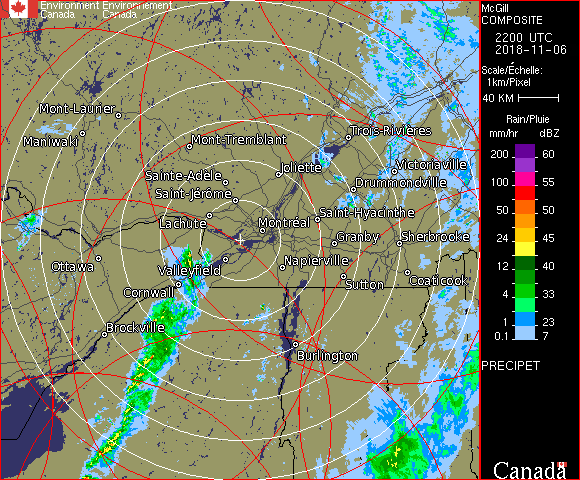 Environment Environnement
Canada Canada
McGill
COMPOSITE
2200 UTC
2018-11-06
Scale/Échelle:
1km/Pixel
40 KM
Rain/Pluie
mm/hr dBZ
200 60
100 55
50 50
24 45
12 40
4 33
1 23
0.1 7
PRECIPET
Canada
Mont-Laurier
Maniwaki
Mont-Tremblant
Trois-Rivières
Joliette
Victoriaville
Sainte-Adèle
Drummondville
Saint-Jérôme
Lachute
Saint-Hyacinthe
Montréal
Granby
Sherbrooke
Ottawa
Valleyfield
Napierville
Cornwall
Sutton
Coaticook
Brockville
Burlington